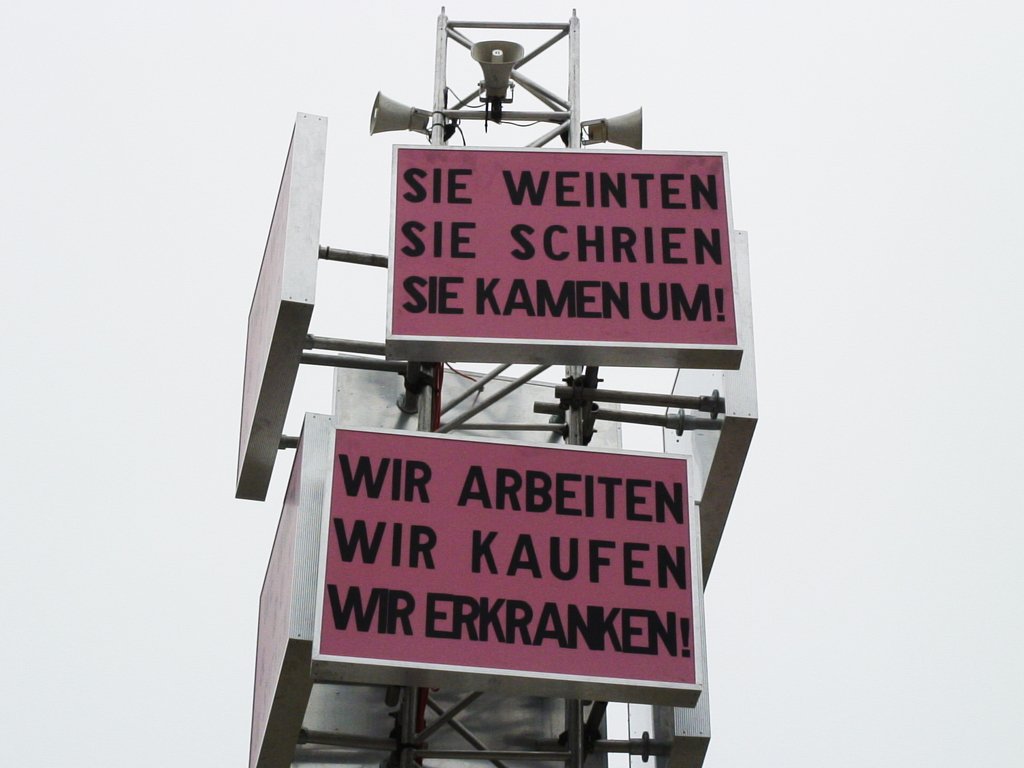 SIE WEINTEN
SIE SCHRIEN
SIE KAMEN UM!
WIR ARBEITEN
WIR KAUFEN
WIR ERKRANKEN!